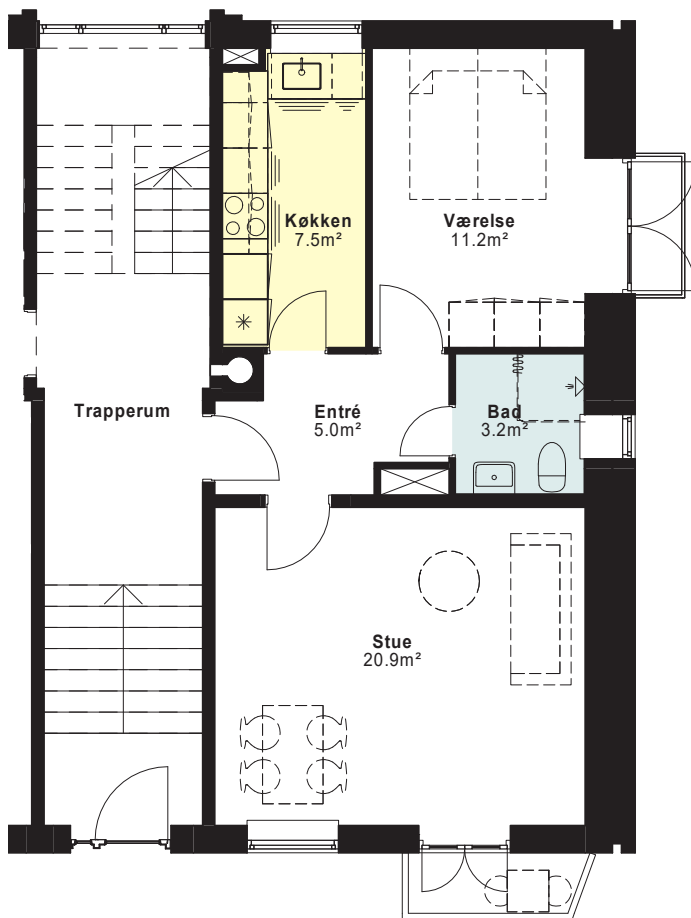 Køkken
7.5m²
Værelse
11.2m²
Trapperum
Entré
5.0m²
Bad
3.2m²
Stue
20.9m²